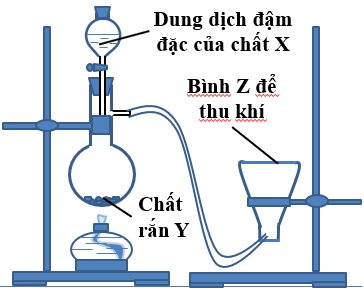 Dung dịch đậm
đặc của chất X
Bình Z để
thu khí
Chất
rắn Y